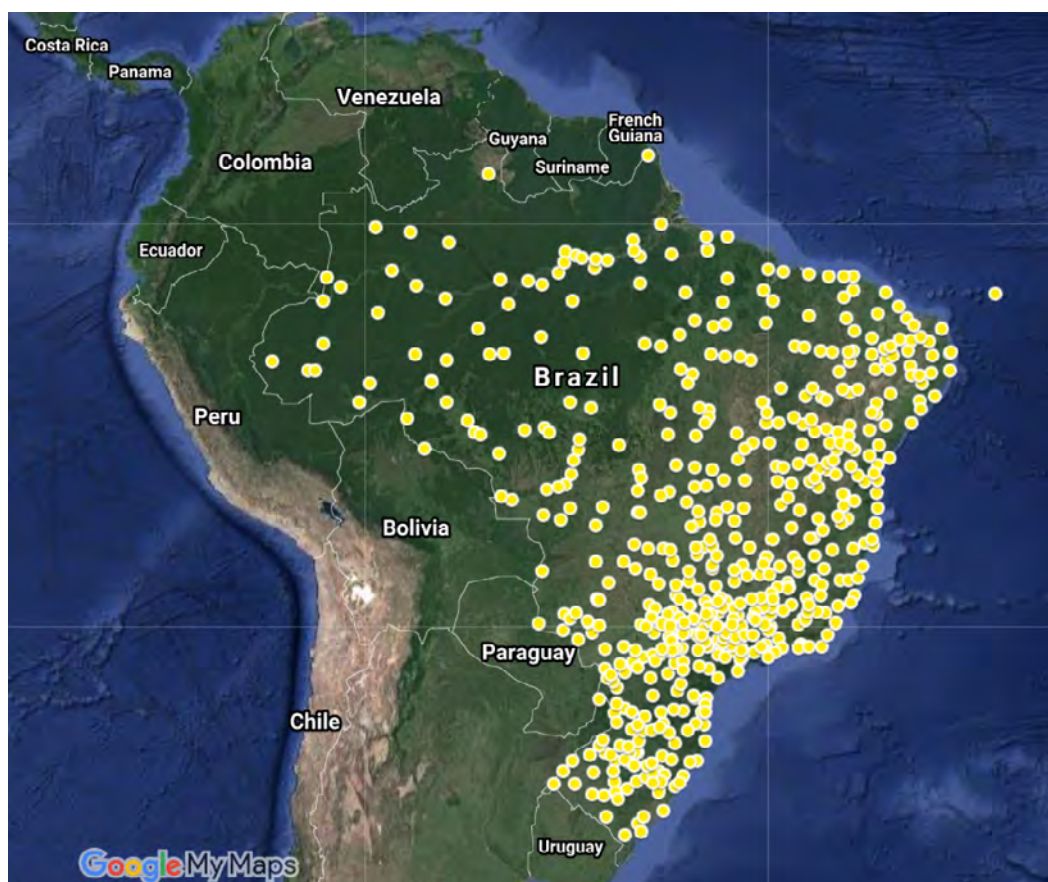 Costa Rica
Panama
Venezuela
Guyana
French
Guiana
Suriname
Colombia
Ecuador
Brazil
Peru
Bolivia
Paraguay
Chile
Uruguay
Google My Maps